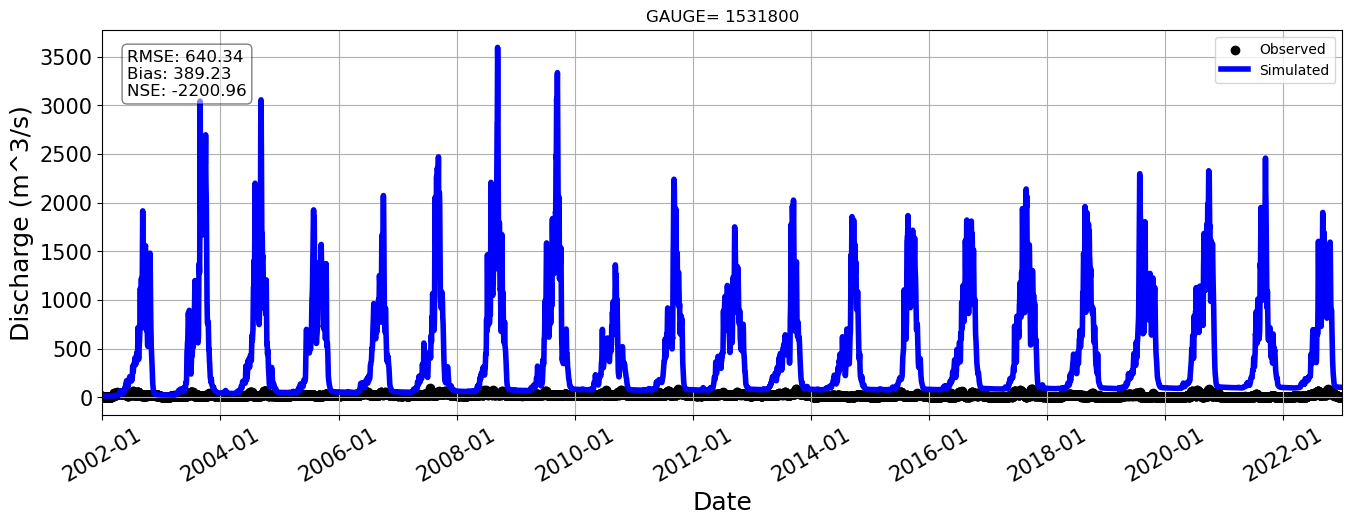 GAUGE= 1531800
RMSE: 640.34
Bias: 389.23
NSE: -2200.96
Observed
Simulated
Discharge (m^3/s)
3500
3000
2500
2000
1500
1000
500
0
2002-01
2004-01
2006-01
2008-01
2010-01
2012-01
2014-01
2016-01
2018-01
2020-01
2022-01
Date